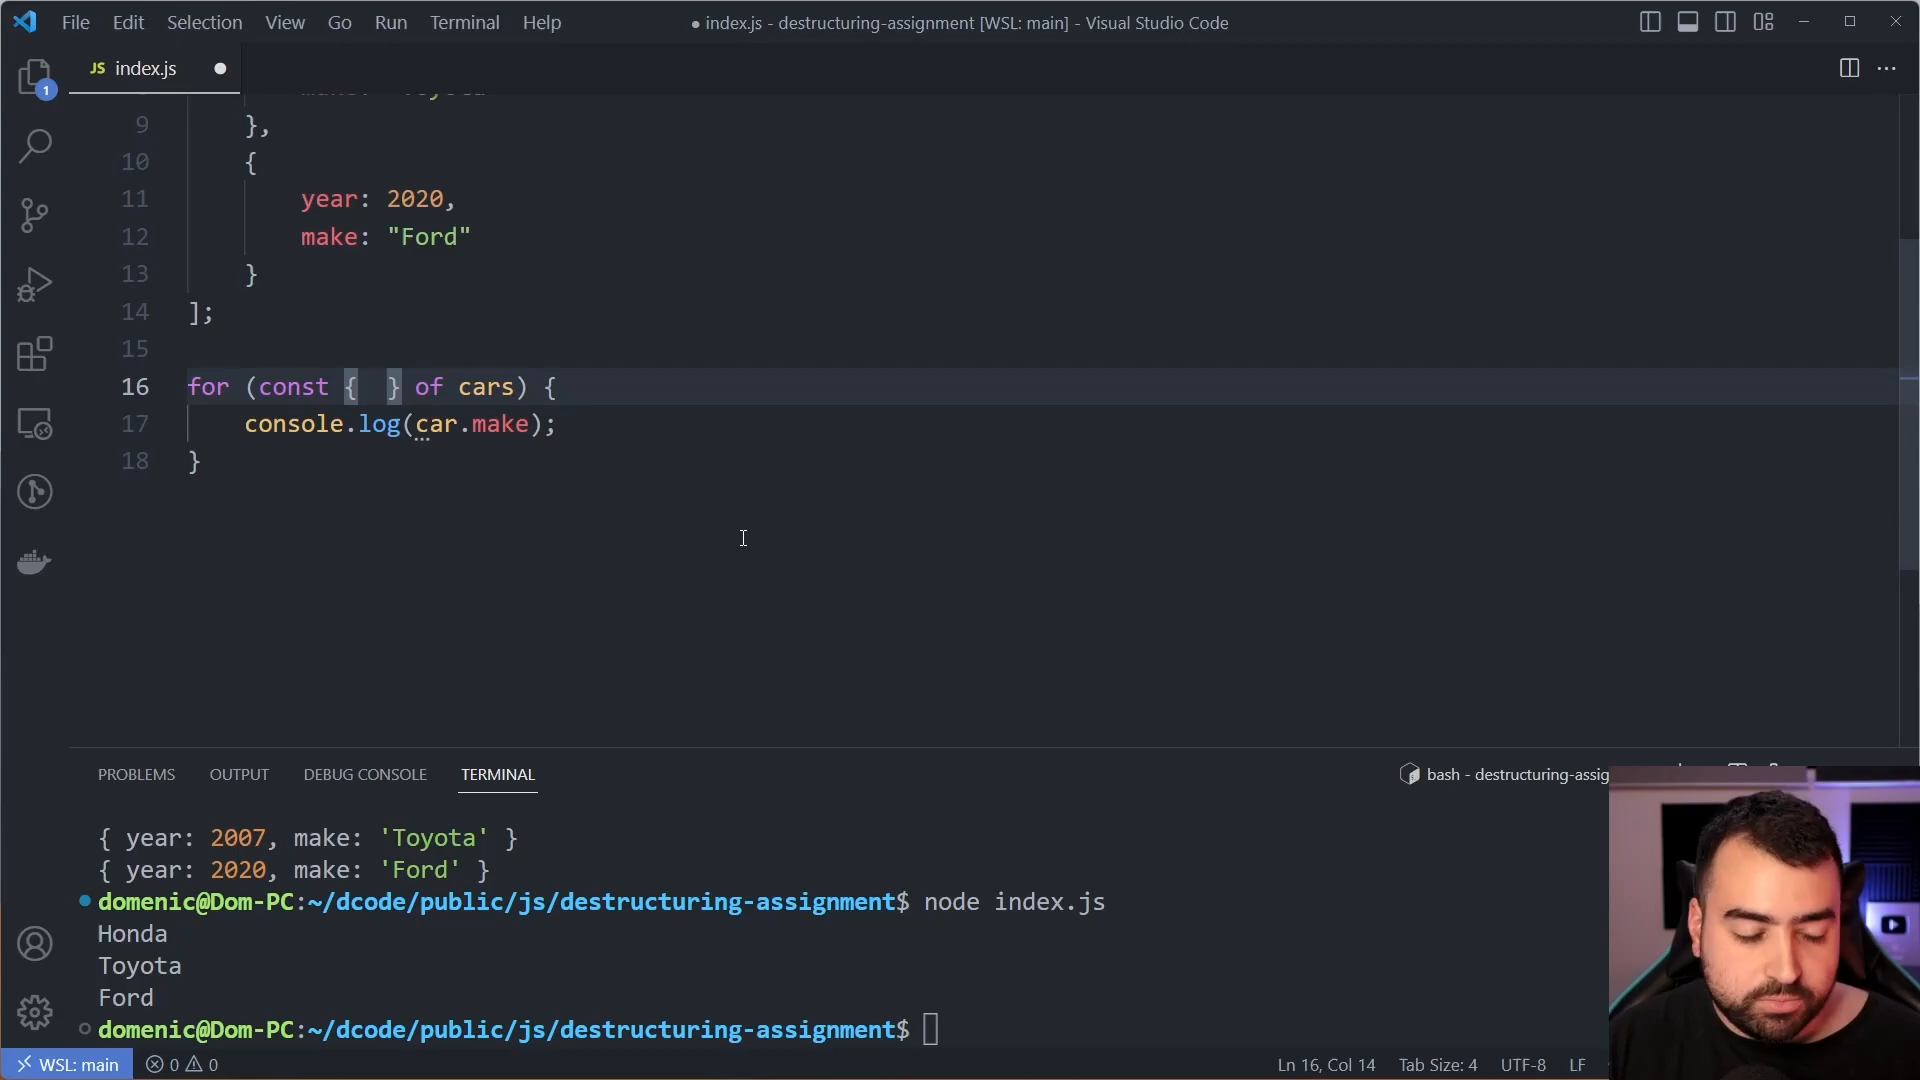 File Edit Selection View Go Run Terminal Help
● index.js - destructuring-assignment [WSL: main] - Visual Studio Code
JS index.js
1
9 },
10 {
11 year: 2020,
12 make: "Ford"
13 }
14 ];
15
16 for (const {  } of cars) {
17 console.log(car.make);
18 }
PROBLEMS OUTPUT DEBUG CONSOLE TERMINAL
bash - destructuring-assig
{ year: 2007, make: 'Toyota' }
{ year: 2020, make: 'Ford' }
domenic@Dom-PC:~/dcode/public/js/destructuring-assignment$ node index.js
Honda
Toyota
Ford
domenic@Dom-PC:~/dcode/public/js/destructuring-assignment$
WSL: main 0 0 Ln 16, Col 14 Tab Size: 4 UTF-8 LF